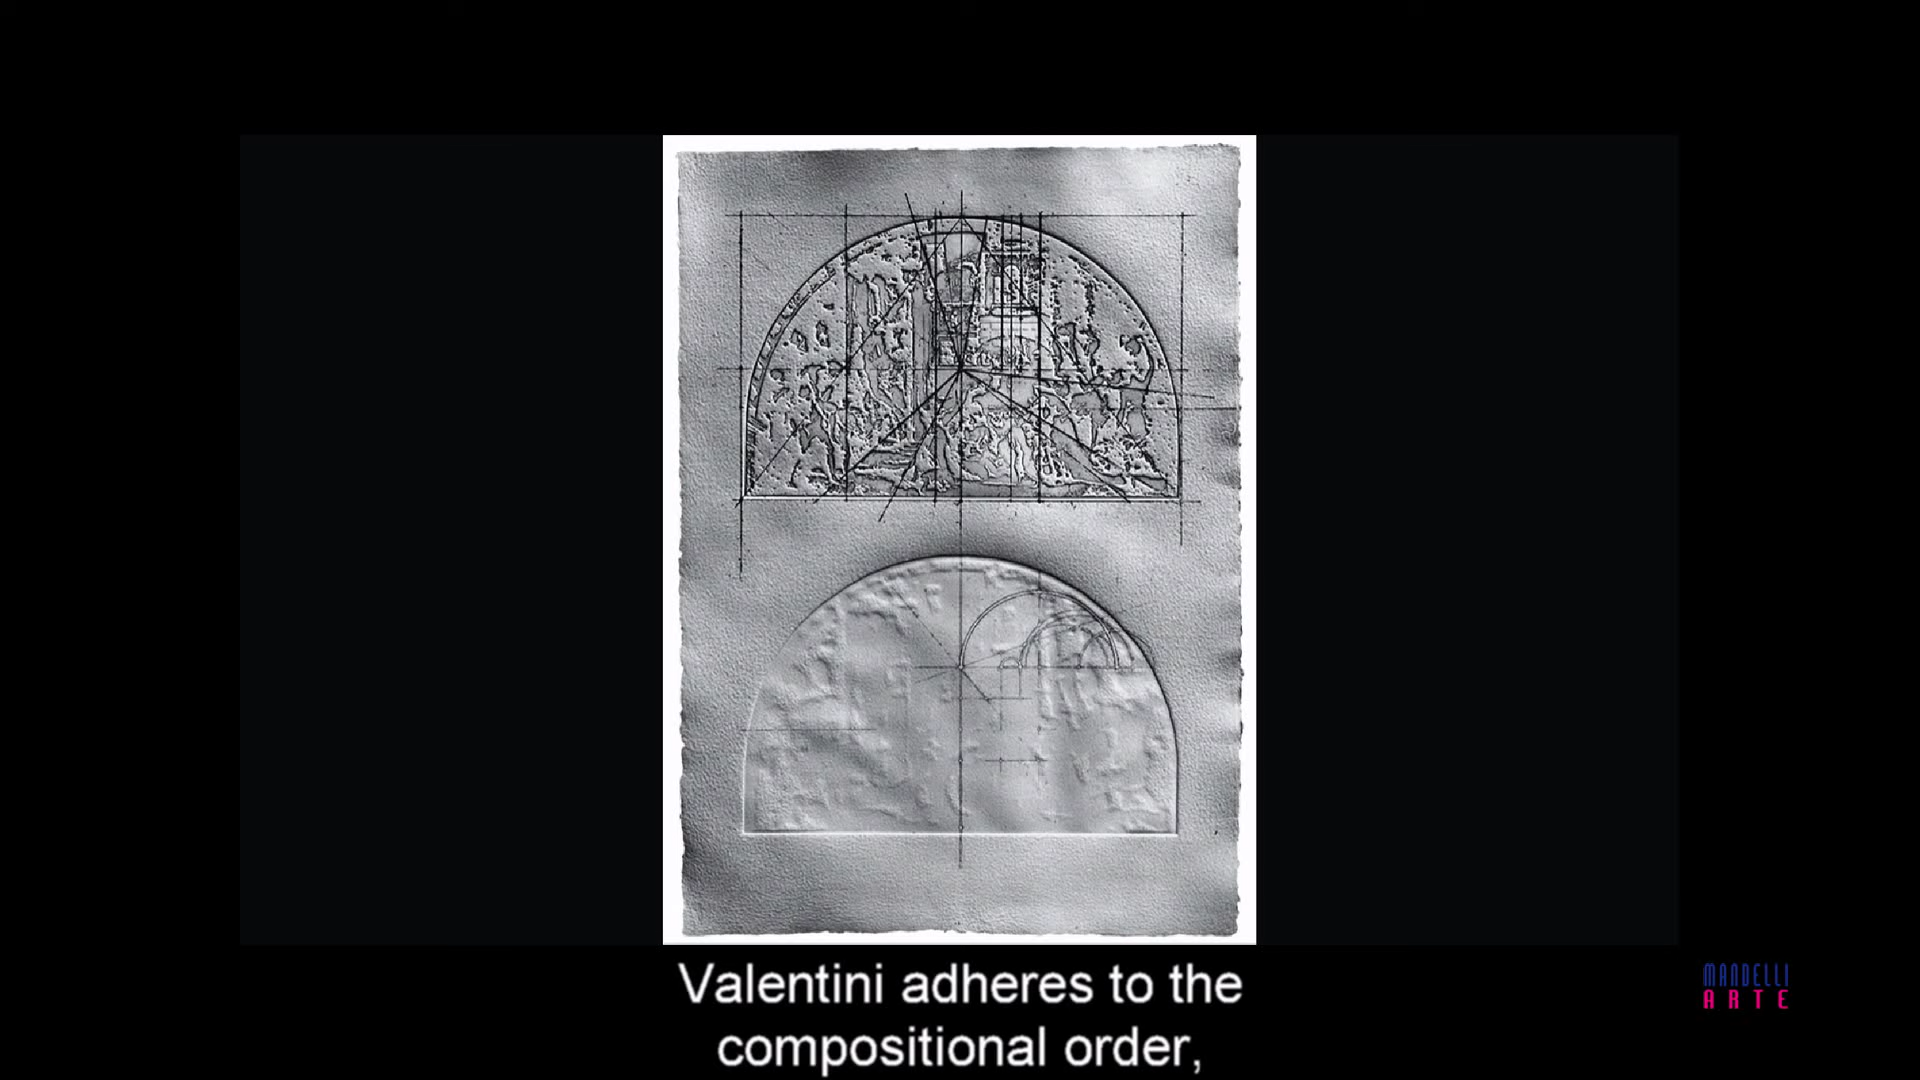 Valentini adheres to the
compositional order,
MANDELLI
ARTE